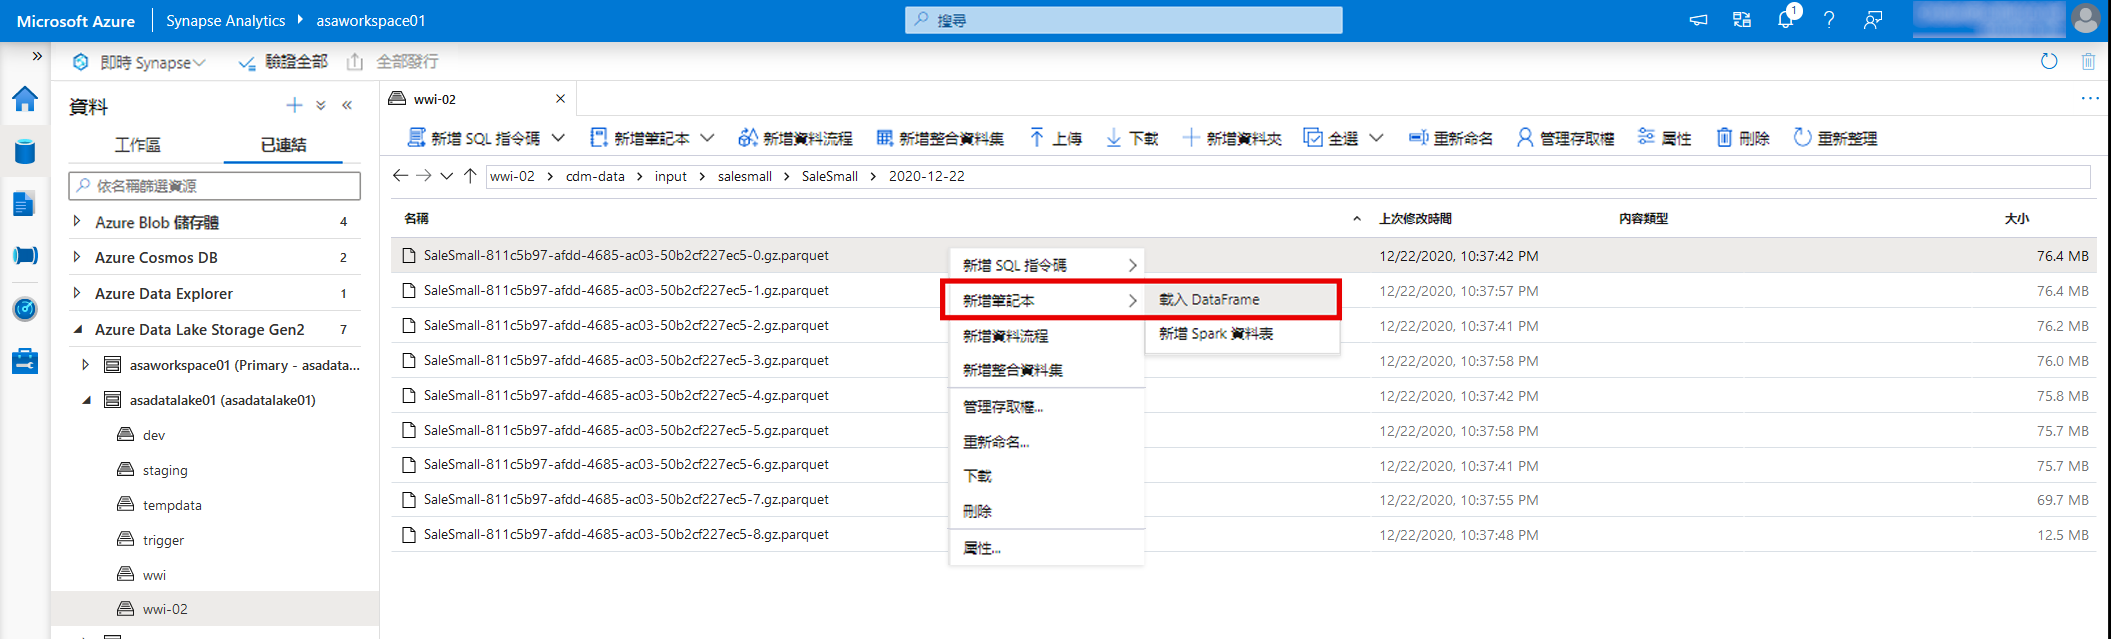 Microsoft Azure Synapse Analytics asaworkspace01 搜尋 1
即時 Synapse 驗證全部 全部發行
資料
工作區 已連結
依名稱篩選資源
Azure Blob 儲存體 4
Azure Cosmos DB 2
Azure Data Explorer 1
Azure Data Lake Storage Gen2 7
asaworkspace01 (Primary - asadata...
asadatalake01 (asadatalake01)
dev
staging
tempdata
trigger
wwi
wwi-02
wwi-02
新增 SQL 指令碼 新增筆記本 新增資料流程 新增整合資料集 上傳 下載 新增資料夾 全選 重新命名 管理存取權 属性 刪除 重新整理
wwi-02 > cdm-data > input > salesmall > SaleSmall > 2020-12-22
名稱 上次修改時間 內容類型 大小
SaleSmall-811c5b97-afdd-4685-ac03-50b2cf227ec5-0.gz.parquet 12/22/2020, 10:37:42 PM 76.4 MB
SaleSmall-811c5b97-afdd-4685-ac03-50b2cf227ec5-1.gz.parquet 12/22/2020, 10:37:57 PM 76.4 MB
SaleSmall-811c5b97-afdd-4685-ac03-50b2cf227ec5-2.gz.parquet 12/22/2020, 10:37:41 PM 76.2 MB
SaleSmall-811c5b97-afdd-4685-ac03-50b2cf227ec5-3.gz.parquet 12/22/2020, 10:37:58 PM 76.0 MB
SaleSmall-811c5b97-afdd-4685-ac03-50b2cf227ec5-4.gz.parquet 12/22/2020, 10:37:42 PM 75.8 MB
SaleSmall-811c5b97-afdd-4685-ac03-50b2cf227ec5-5.gz.parquet 12/22/2020, 10:37:58 PM 75.7 MB
SaleSmall-811c5b97-afdd-4685-ac03-50b2cf227ec5-6.gz.parquet 12/22/2020, 10:37:41 PM 75.7 MB
SaleSmall-811c5b97-afdd-4685-ac03-50b2cf227ec5-7.gz.parquet 12/22/2020, 10:37:55 PM 69.7 MB
SaleSmall-811c5b97-afdd-4685-ac03-50b2cf227ec5-8.gz.parquet 12/22/2020, 10:37:48 PM 12.5 MB
新增 SQL 指令碼
新增筆記本
新增資料流程
新增整合資料集
管理存取權...
重新命名...
下載
刪除
属性...
載入 DataFrame
新增 Spark 資料表